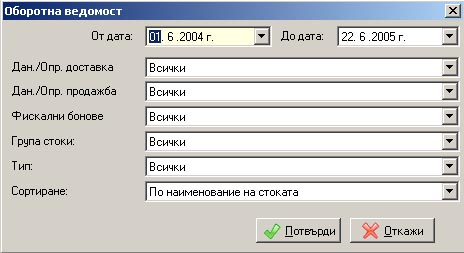 Оборотна ведомост
От дата: 01. 6 .2004 г. До дата: 22. 6 .2005 г.
Дан./Опр. доставка Всички
Дан./Опр. продажба Всички
Фискални бонове Всички
Група стоки: Всички
Тип: Всички
Сортиране: По наименование на стоката
Потвърди Откажи